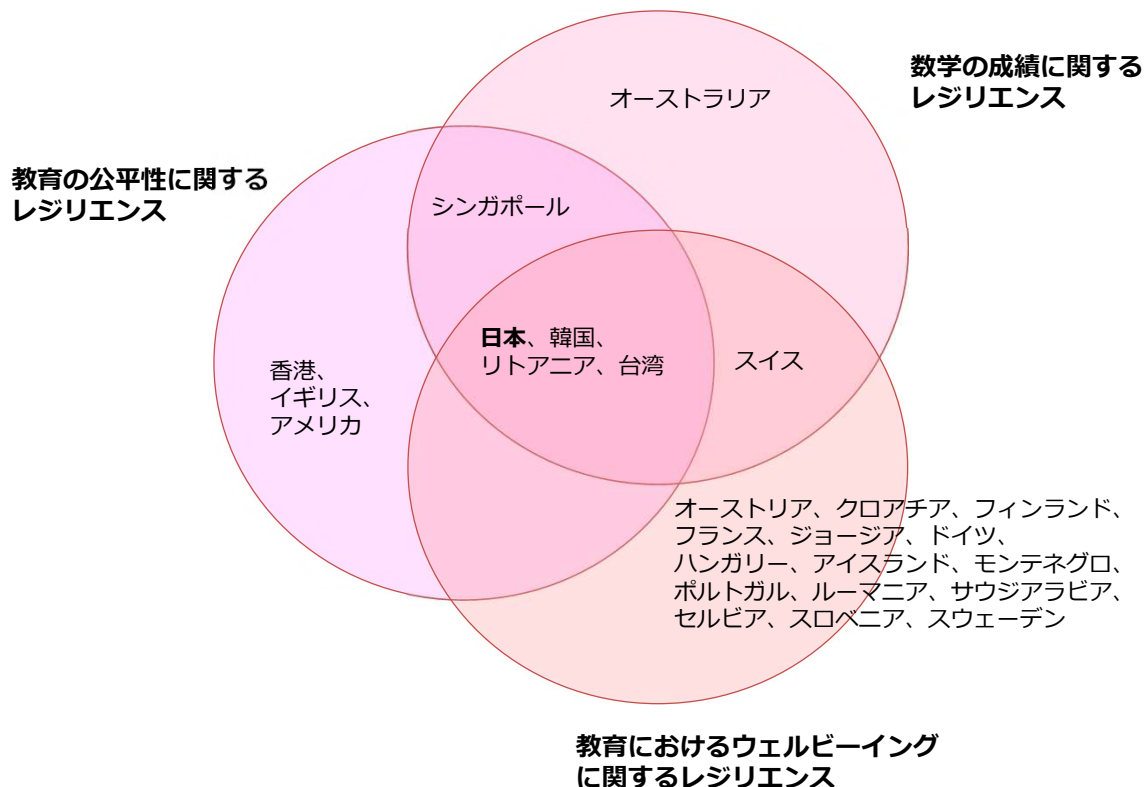 数学の成績に関する
レジリエンス
オーストラリア
教育の公平性に関する
レジリエンス
シンガポール
日本、韓国、
リトアニア、台湾
スイス
香港、
イギリス、
アメリカ
オーストリア、クロアチア、フィンランド、
フランス、ジョージア、ドイツ、
ハンガリー、アイスランド、モンテネグロ、
ポルトガル、ルーマニア、サウジアラビア、
セルビア、スロベニア、スウェーデン
教育におけるウェルビーイング
に関するレジリエンス